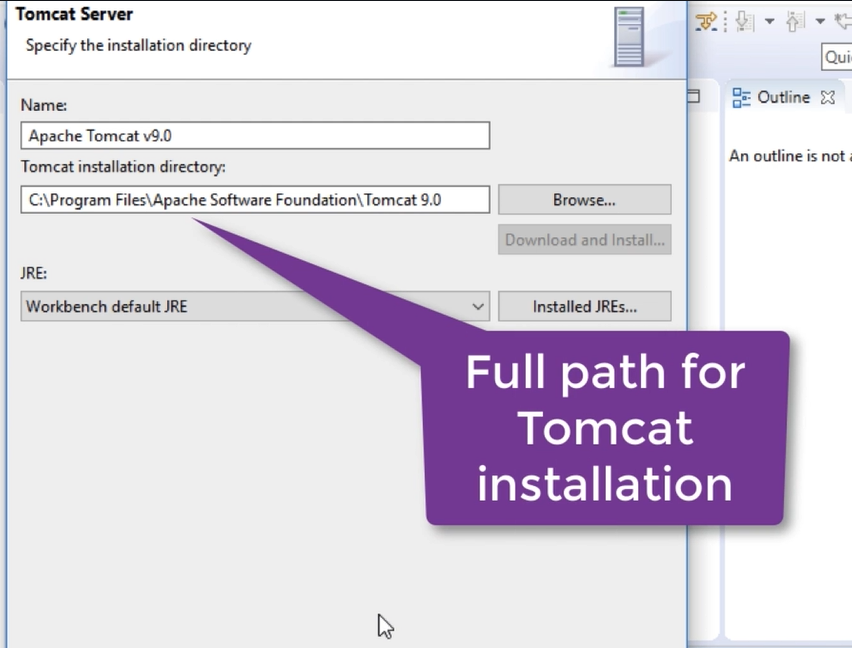 Tomcat Server
Specify the installation directory
Qui
Outline
An outline is not a
Name:
Apache Tomcat v9.0
Tomcat installation directory:
C:\Program Files\Apache Software Foundation\Tomcat 9.0
Browse...
Download and Install...
JRE:
Workbench default JRE
Installed JREs...
Full path for
Tomcat
installation